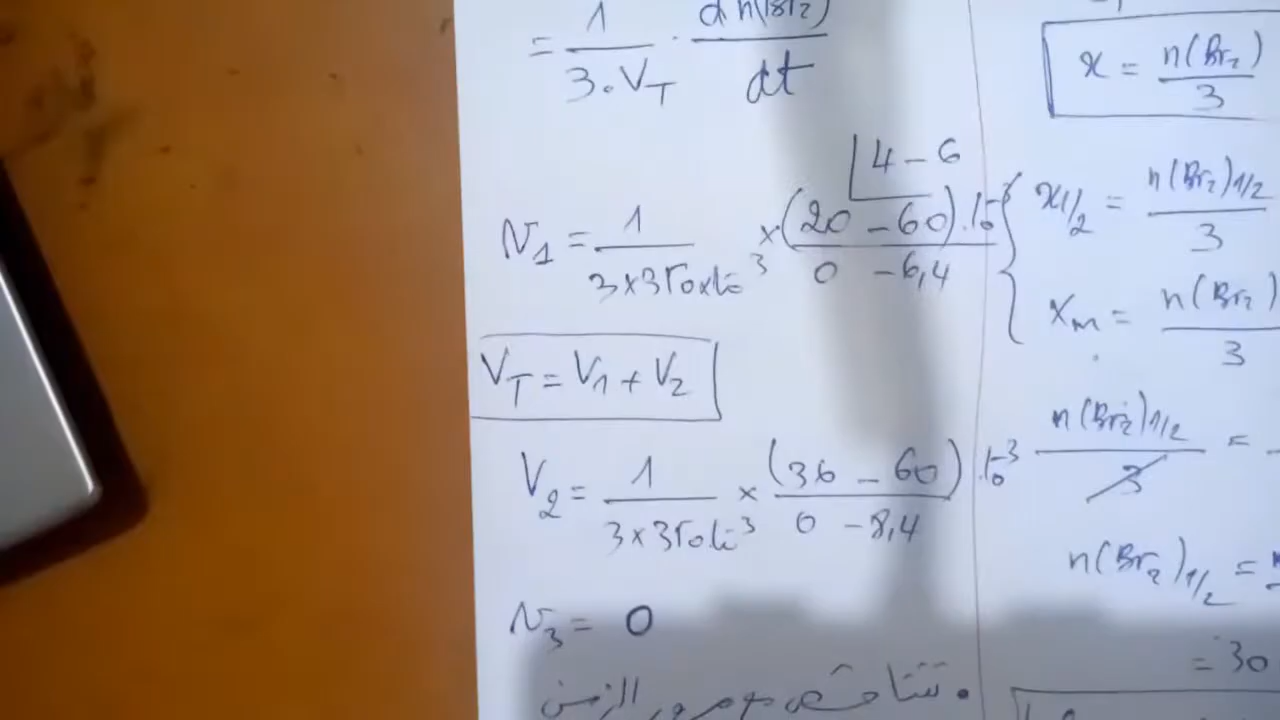 = 1/(3.V_T) . d n(Br2)/dt
4 - 6
v1 = 1/(3×350×10^-3) × (20 - 60).10^-3/(0 - 6,4)
V_T = V1 + V2
V2 = 1/(3×350×10^-3) × (36 - 60).10^-3/(0 - 8,4)
v3 = 0
x = n(Br2)/3
x1/2 = n(Br2)1/2/3
xm = n(Br2)/3
n(Br2)1/2/3 =
n(Br2)1/2 =
= 30